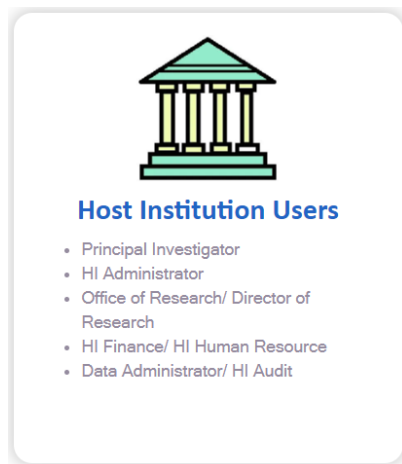 Host Institution Users
• Principal Investigator
• HI Administrator
• Office of Research/ Director of
Research
• HI Finance/ HI Human Resource
• Data Administrator/ HI Audit